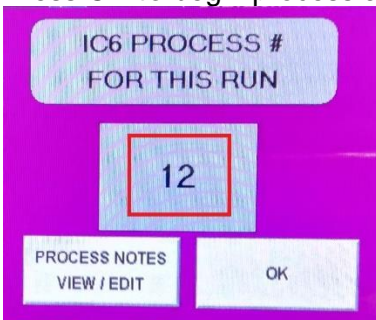 IC6 PROCESS #
FOR THIS RUN
12
PROCESS NOTES
VIEW / EDIT
OK